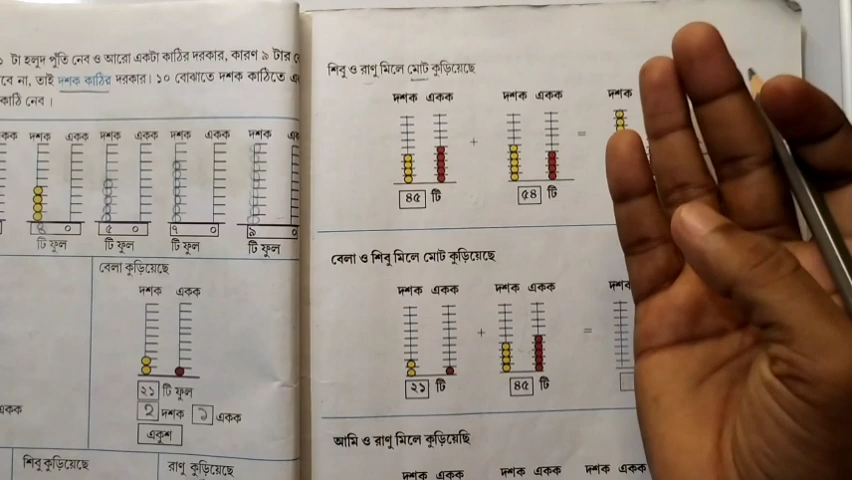 টা হলুদ পুঁতি নেব ও আরো একটা কাঠির দরকার, কারণ ৯ টার
বে না, তাই দশক কাঠির দরকার। ১০ বোঝাতে দশক কাঠিতে
কাঠি নেব।
দশক একক দশক একক দশক একক দশক
৪ ০ ৫ ০ ৭ ০ ৯ ০
টি ফুল টি ফুল টি ফুল টি ফুল
বেলা কুড়িয়েছে
দশক একক
২১ টি ফুল
২ দশক ১ একক
একুশ
একক
শিবু কুড়িয়েছে রাণু কুড়িয়েছে
শিবু ও রাণু মিলে মোট কুড়িয়েছে
দশক একক দশক একক দশক
+ =
৪৫ টি ৫৪ টি
বেলা ও শিবু মিলে মোট কুড়িয়েছে
দশক একক দশক একক দশক
+ =
২১ টি ৪৫ টি
আমি ও রাণু মিলে কুড়িয়েছি
দশক একক দশক একক দশক একক